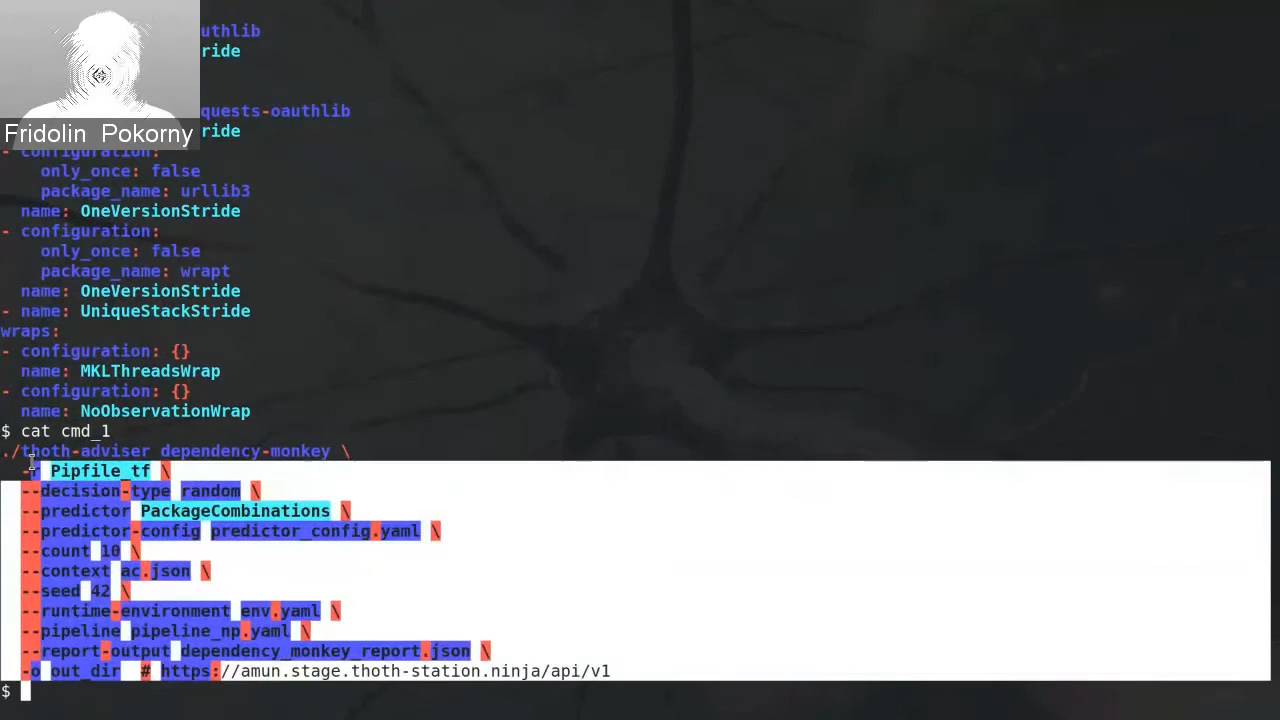 uthlib
ride
quests-oauthlib
ride
Fridolin Pokorny
- configuration:
only_once: false
package_name: urllib3
name: OneVersionStride
- configuration:
only_once: false
package_name: wrapt
name: OneVersionStride
- name: UniqueStackStride
wraps:
- configuration: {}
name: MKLThreadsWrap
- configuration: {}
name: NoObservationWrap
$ cat cmd_1
./thoth-adviser dependency-monkey \
-r Pipfile_tf \
--decision-type random \
--predictor PackageCombinations \
--predictor-config predictor_config.yaml \
--count 10 \
--context ac.json \
--seed 42 \
--runtime-environment env.yaml \
--pipeline pipeline_np.yaml \
--report-output dependency_monkey_report.json \
-o out_dir # https://amun.stage.thoth-station.ninja/api/v1
$